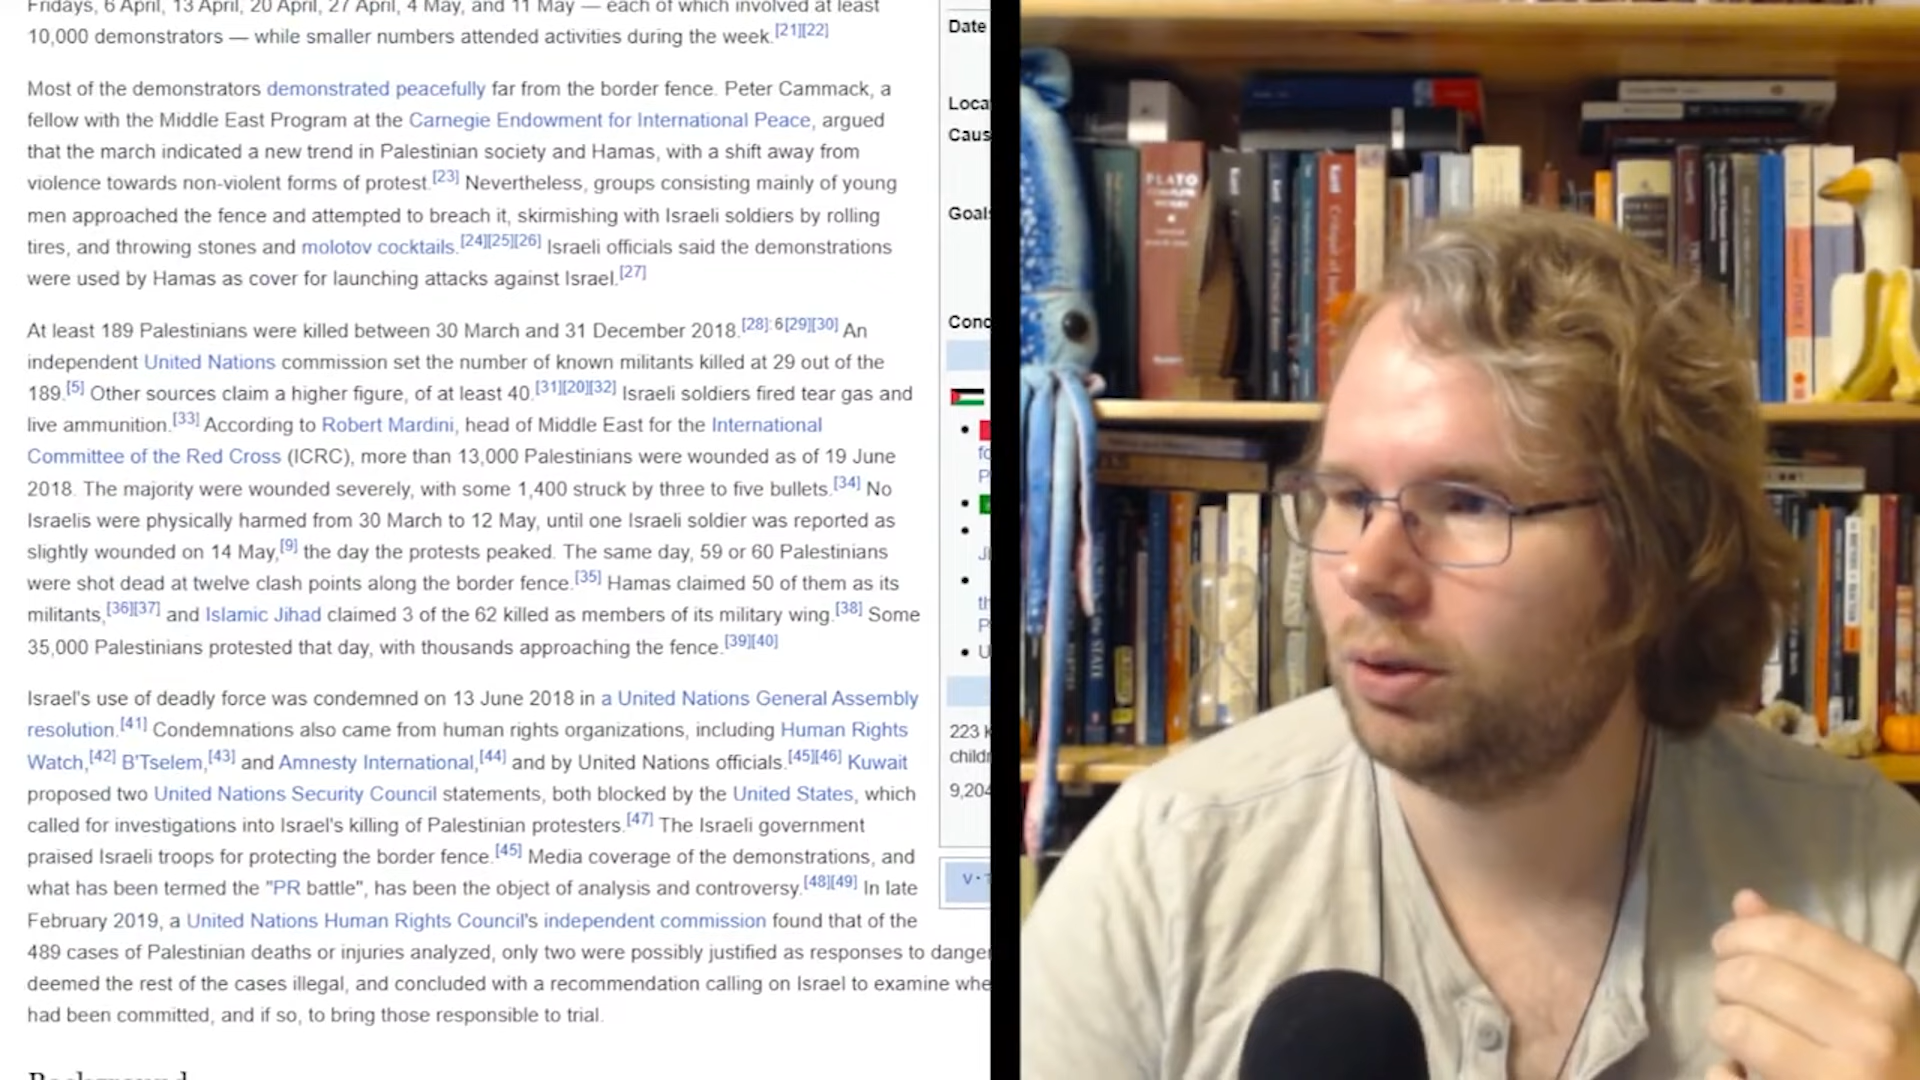 Fridays, 6 April, 13 April, 20 April, 27 April, 4 May, and 11 May — each of which involved at least
10,000 demonstrators — while smaller numbers attended activities during the week.[21][22]
Most of the demonstrators demonstrated peacefully far from the border fence. Peter Cammack, a
fellow with the Middle East Program at the Carnegie Endowment for International Peace, argued
that the march indicated a new trend in Palestinian society and Hamas, with a shift away from
violence towards non-violent forms of protest.[23] Nevertheless, groups consisting mainly of young
men approached the fence and attempted to breach it, skirmishing with Israeli soldiers by rolling
tires, and throwing stones and molotov cocktails.[24][25][26] Israeli officials said the demonstrations
were used by Hamas as cover for launching attacks against Israel.[27]
At least 189 Palestinians were killed between 30 March and 31 December 2018.[28]:6[29][30] An
independent United Nations commission set the number of known militants killed at 29 out of the
189.[5] Other sources claim a higher figure, of at least 40.[31][20][32] Israeli soldiers fired tear gas and
live ammunition.[33] According to Robert Mardini, head of Middle East for the International
Committee of the Red Cross (ICRC), more than 13,000 Palestinians were wounded as of 19 June
2018. The majority were wounded severely, with some 1,400 struck by three to five bullets.[34] No
Israelis were physically harmed from 30 March to 12 May, until one Israeli soldier was reported as
slightly wounded on 14 May,[9] the day the protests peaked. The same day, 59 or 60 Palestinians
were shot dead at twelve clash points along the border fence.[35] Hamas claimed 50 of them as its
militants,[36][37] and Islamic Jihad claimed 3 of the 62 killed as members of its military wing.[38] Some
35,000 Palestinians protested that day, with thousands approaching the fence.[39][40]
Israel's use of deadly force was condemned on 13 June 2018 in a United Nations General Assembly
resolution.[41] Condemnations also came from human rights organizations, including Human Rights
Watch,[42] B'Tselem,[43] and Amnesty International,[44] and by United Nations officials.[45][46] Kuwait
proposed two United Nations Security Council statements, both blocked by the United States, which
called for investigations into Israel's killing of Palestinian protesters.[47] The Israeli government
praised Israeli troops for protecting the border fence.[45] Media coverage of the demonstrations, and
what has been termed the "PR battle", has been the object of analysis and controversy.[48][49] In late
February 2019, a United Nations Human Rights Council's independent commission found that of the
489 cases of Palestinian deaths or injuries analyzed, only two were possibly justified as responses to danger
deemed the rest of the cases illegal, and concluded with a recommendation calling on Israel to examine whe
had been committed, and if so, to bring those responsible to trial.
Background
Date
Loca
Caus
Goal
Conc
fo
P
Ji
th
P
U
223 k
childr
9,204
V · T
PLATO
Kant
Kant
STATE